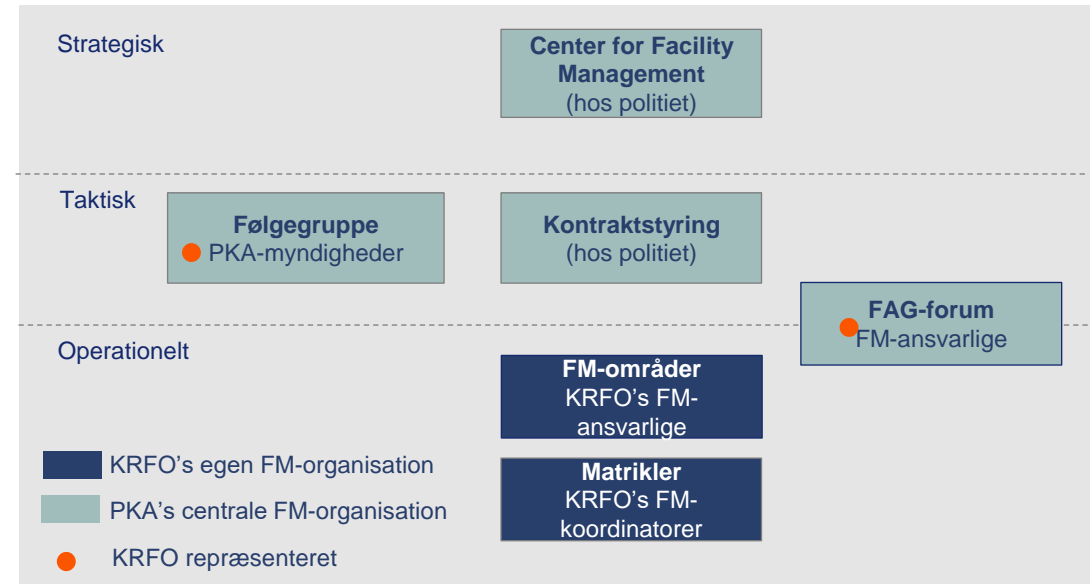 Strategisk
Center for Facility
Management
(hos politiet)
Taktisk
Følgegruppe
PKA-myndigheder
Kontraktstyring
(hos politiet)
FAG-forum
FM-ansvarlige
Operationelt
FM-områder
KRFO's FM-
ansvarlige
Matrikler
KRFO's FM-
koordinatorer
KRFO's egen FM-organisation
PKA's centrale FM-organisation
KRFO repræsenteret